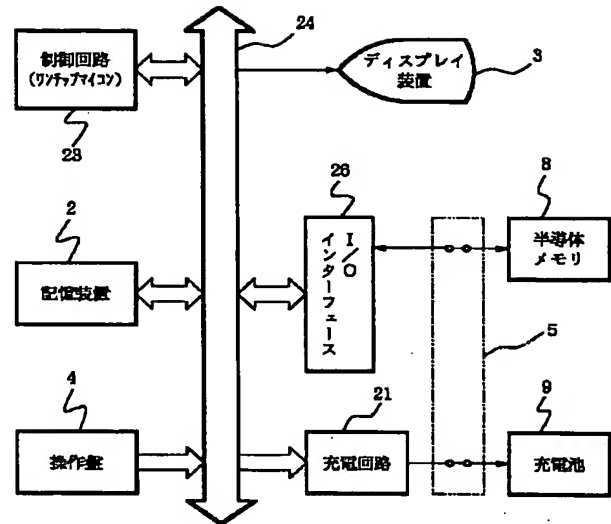 制御回路
(ワンチップマイコン)
23
24
ディスプレイ
装置
3
2
記憶装置
26
I/O
インターフェース
8
半導体
メモリ
5
4
操作盤
21
充電回路
9
充電池